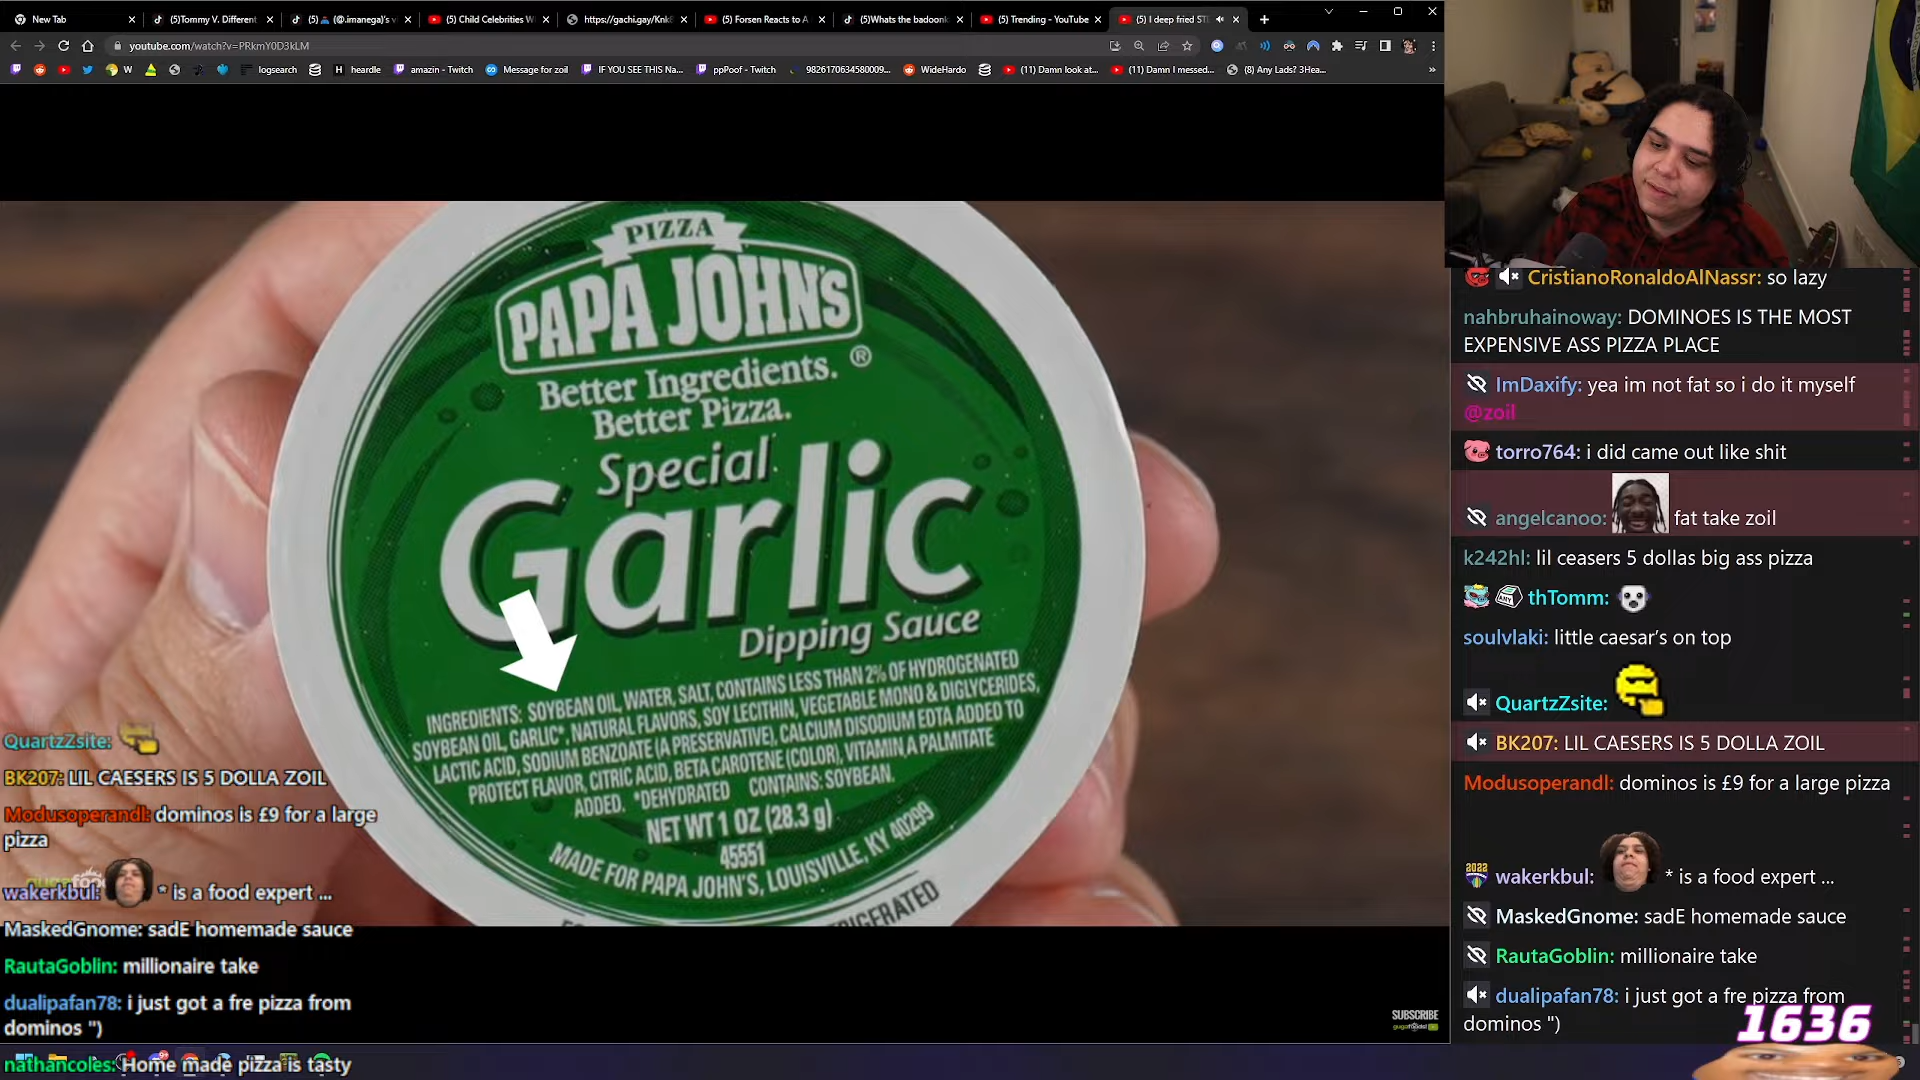 New Tab
(5)Tommy V. Different
(5) (@.imanega)'s v
(5) Child Celebrities W
https://gachi.gay/Knk
(5) Forsen Reacts to A
(5)Whats the badoonk
(5) Trending - YouTube
(5) I deep fried STE
youtube.com/watch?v=PRkmY0D3kLM
W
logsearch
H heardle
amazin - Twitch
Message for zoil
IF YOU SEE THIS Na...
ppPoof - Twitch
9826170634580009...
WideHardo
(11) Damn look at...
(11) Damn I messed...
(8) Any Lads? 3Hea...
PIZZA
PAPA JOHN'S
®
Better Ingredients.
Better Pizza.
Special
Garlic
Dipping Sauce
INGREDIENTS: SOYBEAN OIL, WATER, SALT, CONTAINS LESS THAN 2% OF HYDROGENATED
SOYBEAN OIL, GARLIC*, NATURAL FLAVORS, SOY LECITHIN, VEGETABLE MONO & DIGLYCERIDES,
LACTIC ACID, SODIUM BENZOATE (A PRESERVATIVE), CALCIUM DISODIUM EDTA ADDED TO
PROTECT FLAVOR, CITRIC ACID, BETA CAROTENE (COLOR), VITAMIN A PALMITATE
ADDED. *DEHYDRATED CONTAINS: SOYBEAN.
NET WT 1 OZ (28.3 g)
45551
MADE FOR PAPA JOHN'S, LOUISVILLE, KY 40299
SUBSCRIBE
QuartzZsite:
BK207: LIL CAESERS IS 5 DOLLA ZOIL
Modusoperandl: dominos is £9 for a large
pizza
wakerkbul: * is a food expert ...
MaskedGnome: sadE homemade sauce
RautaGoblin: millionaire take
dualipafan78: i just got a fre pizza from
dominos ")
nathancoles: Home made pizza is tasty
CristianoRonaldoAlNassr: so lazy
nahbruhainoway: DOMINOES IS THE MOST
EXPENSIVE ASS PIZZA PLACE
ImDaxify: yea im not fat so i do it myself
@zoil
torro764: i did came out like shit
angelcanoo: fat take zoil
k242hl: lil ceasers 5 dollas big ass pizza
thTomm:
soulvlaki: little caesar's on top
QuartzZsite:
BK207: LIL CAESERS IS 5 DOLLA ZOIL
Modusoperandl: dominos is £9 for a large pizza
2022 wakerkbul: * is a food expert ...
MaskedGnome: sadE homemade sauce
RautaGoblin: millionaire take
dualipafan78: i just got a fre pizza from
dominos ")
1636